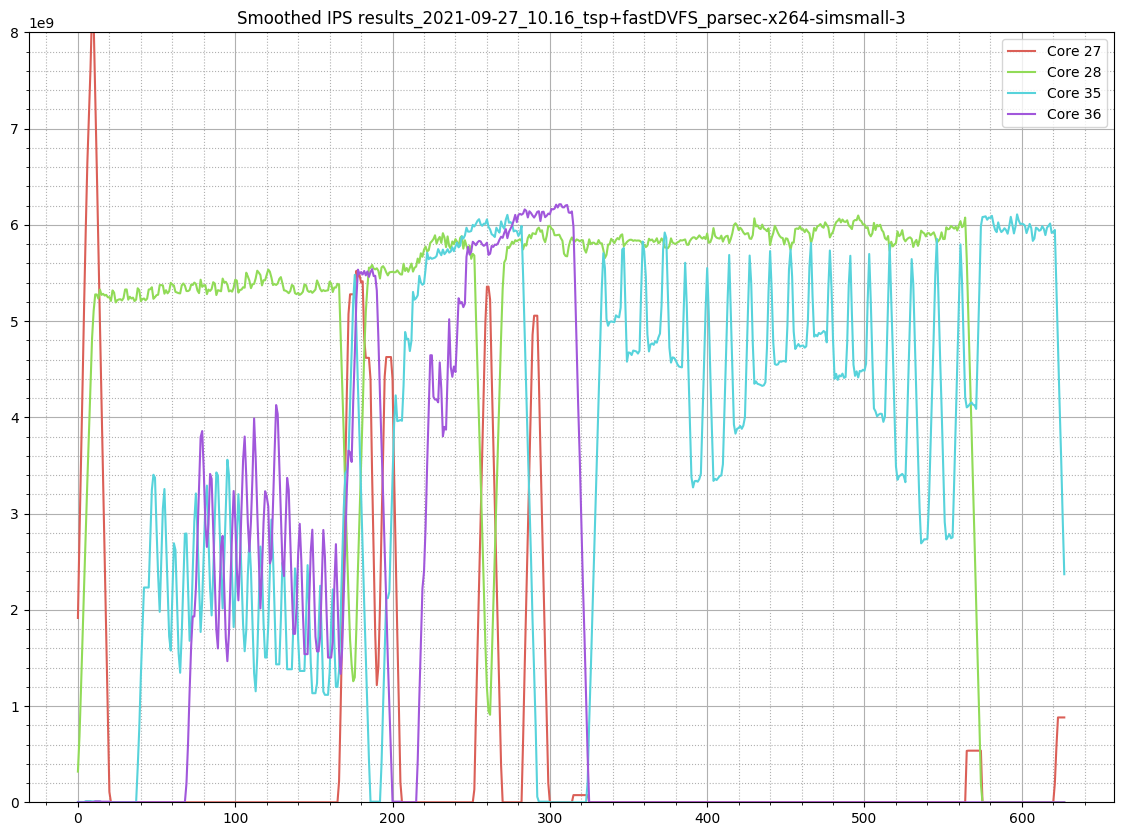 Smoothed IPS results_2021-09-27_10.16_tsp+fastDVFS_parsec-x264-simsmall-3
1e9
8
7
6
5
4
3
2
1
0
0 100 200 300 400 500 600
Core 27
Core 28
Core 35
Core 36